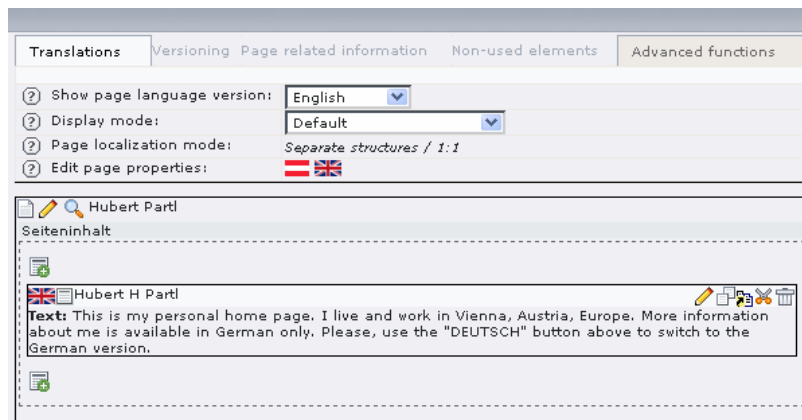 Translations Versioning Page related information Non-used elements Advanced functions
Show page language version: English
Display mode: Default
Page localization mode: Separate structures / 1:1
Edit page properties:
Hubert Partl
Seiteninhalt
Hubert H Partl
Text: This is my personal home page. I live and work in Vienna, Austria, Europe. More information
about me is available in German only. Please, use the "DEUTSCH" button above to switch to the
German version.